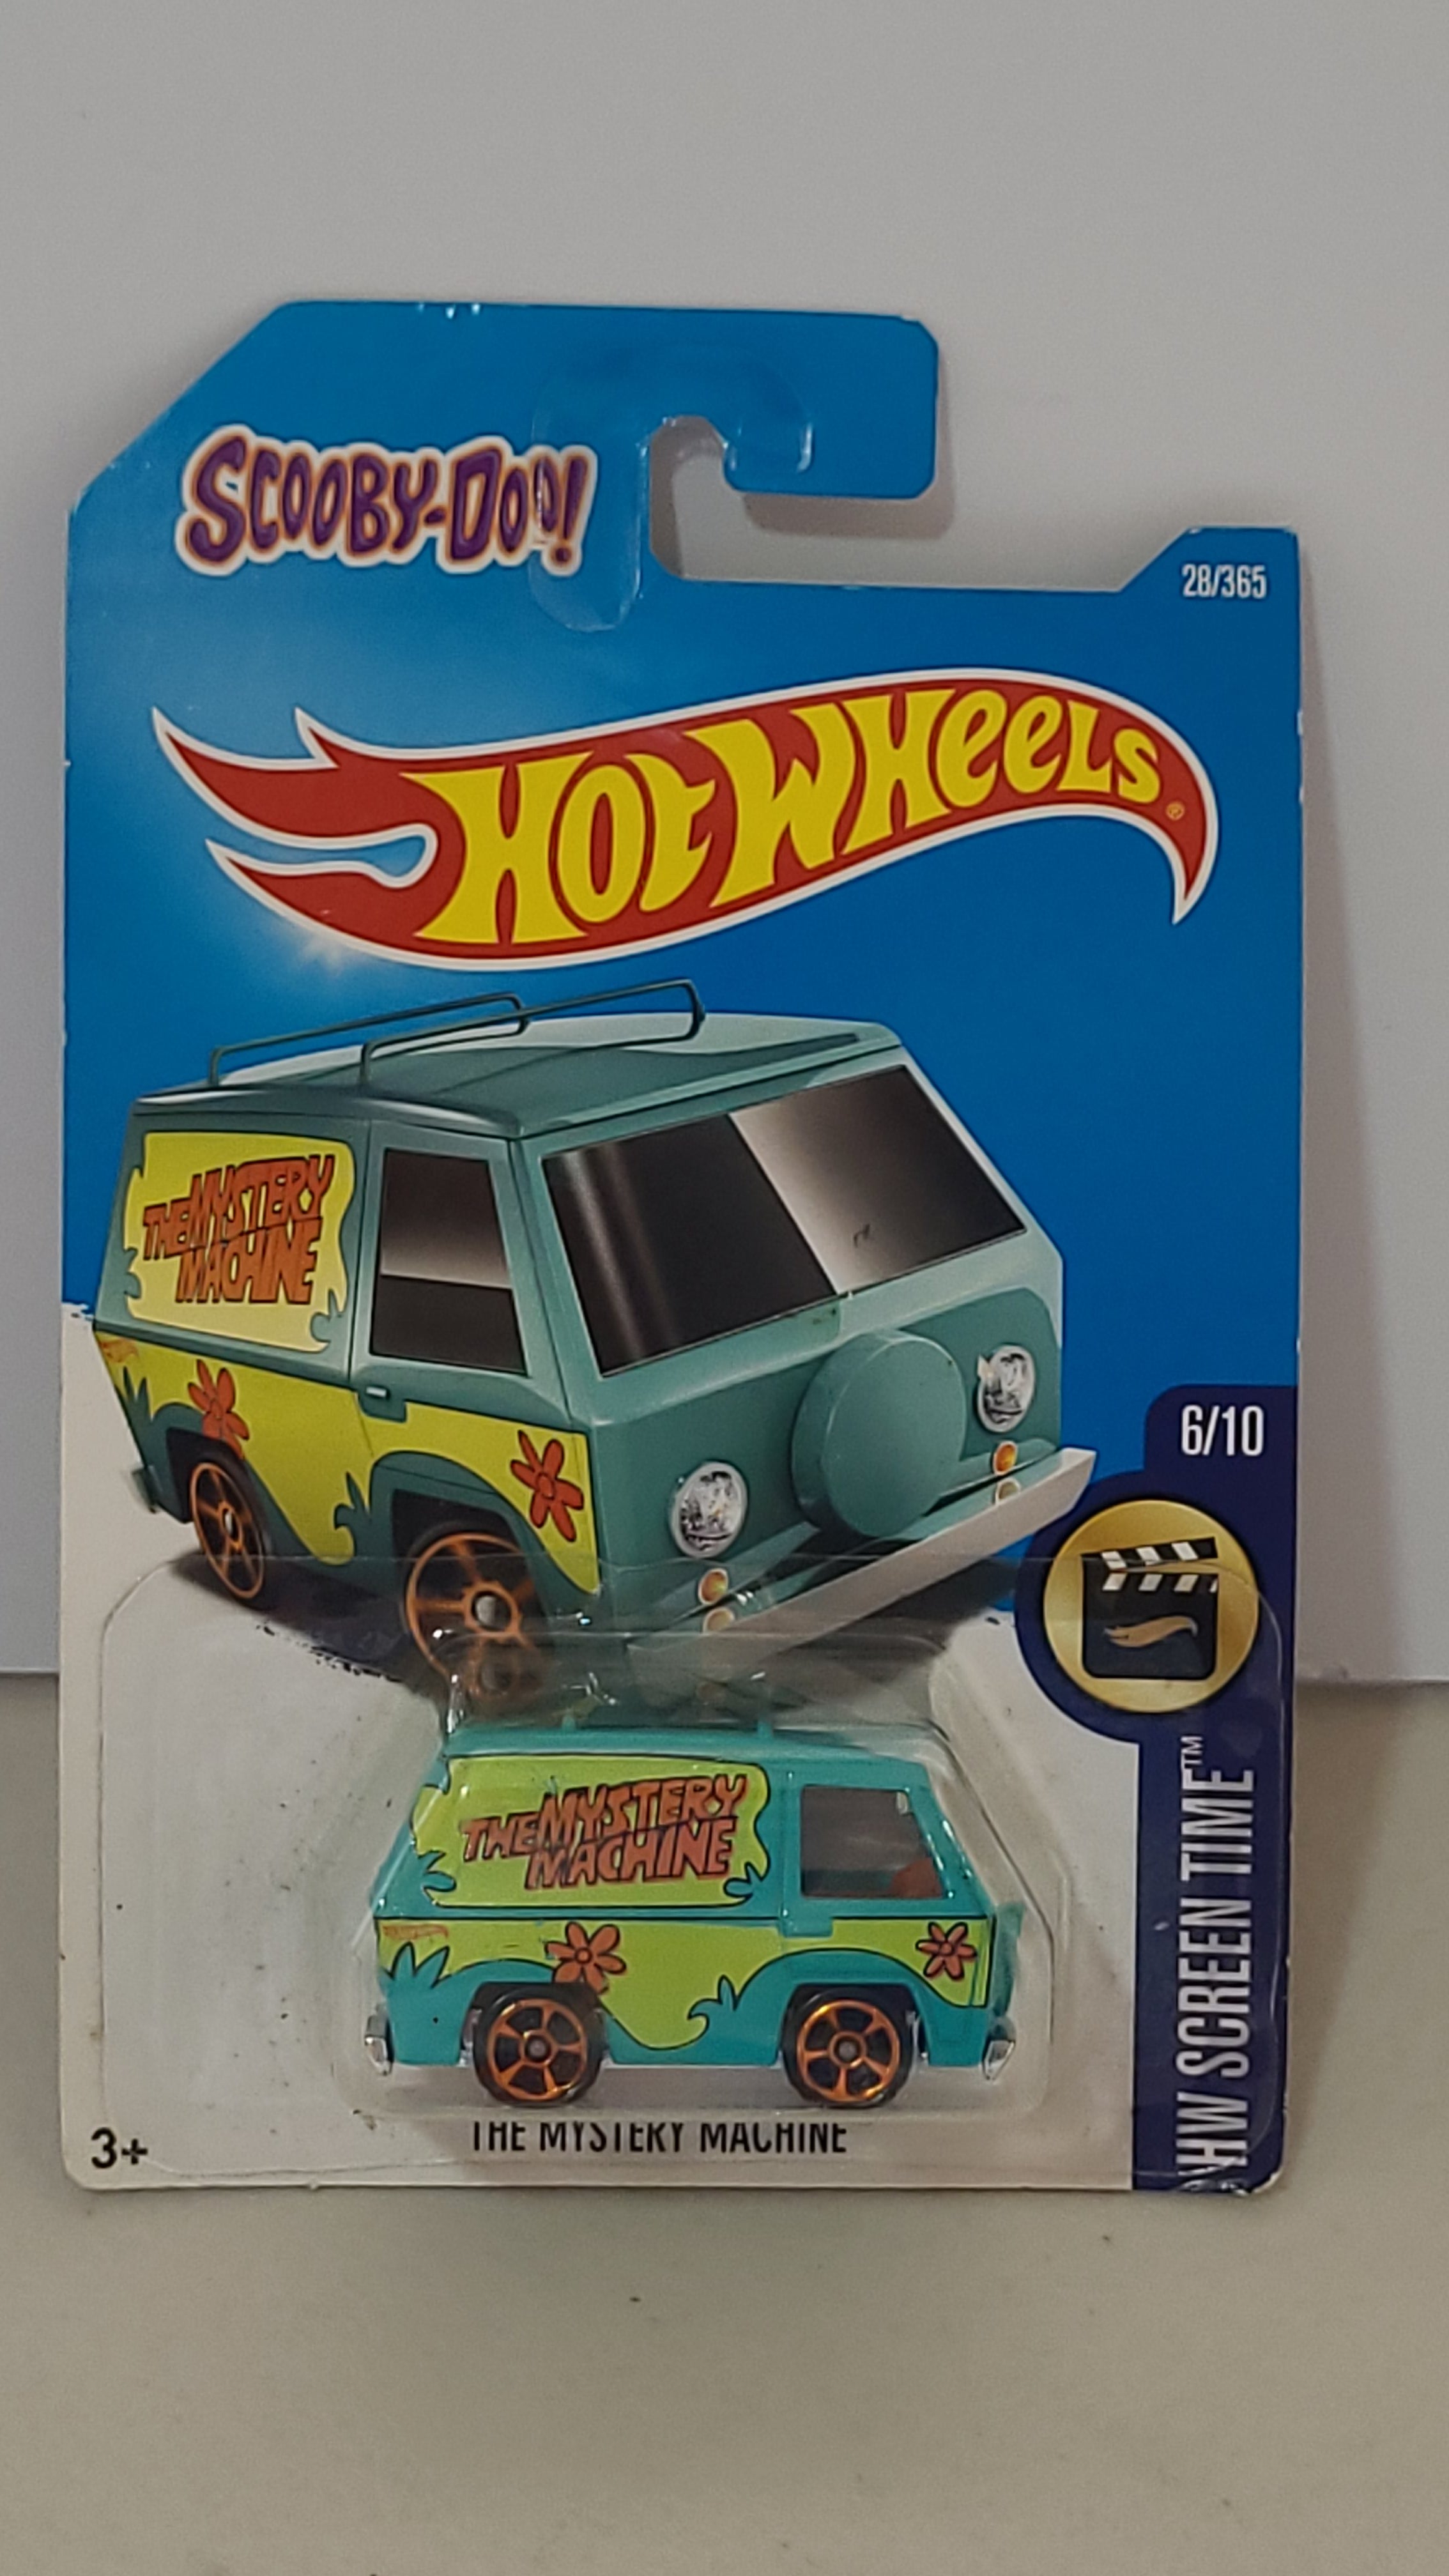 SCOOBY-DOO!
28/365
HOT WHEELS®
THE MYSTERY
MACHINE
6/10
THE MYSTERY
MACHINE
HW SCREEN TIME™
THE MYSTERY MACHINE
3+